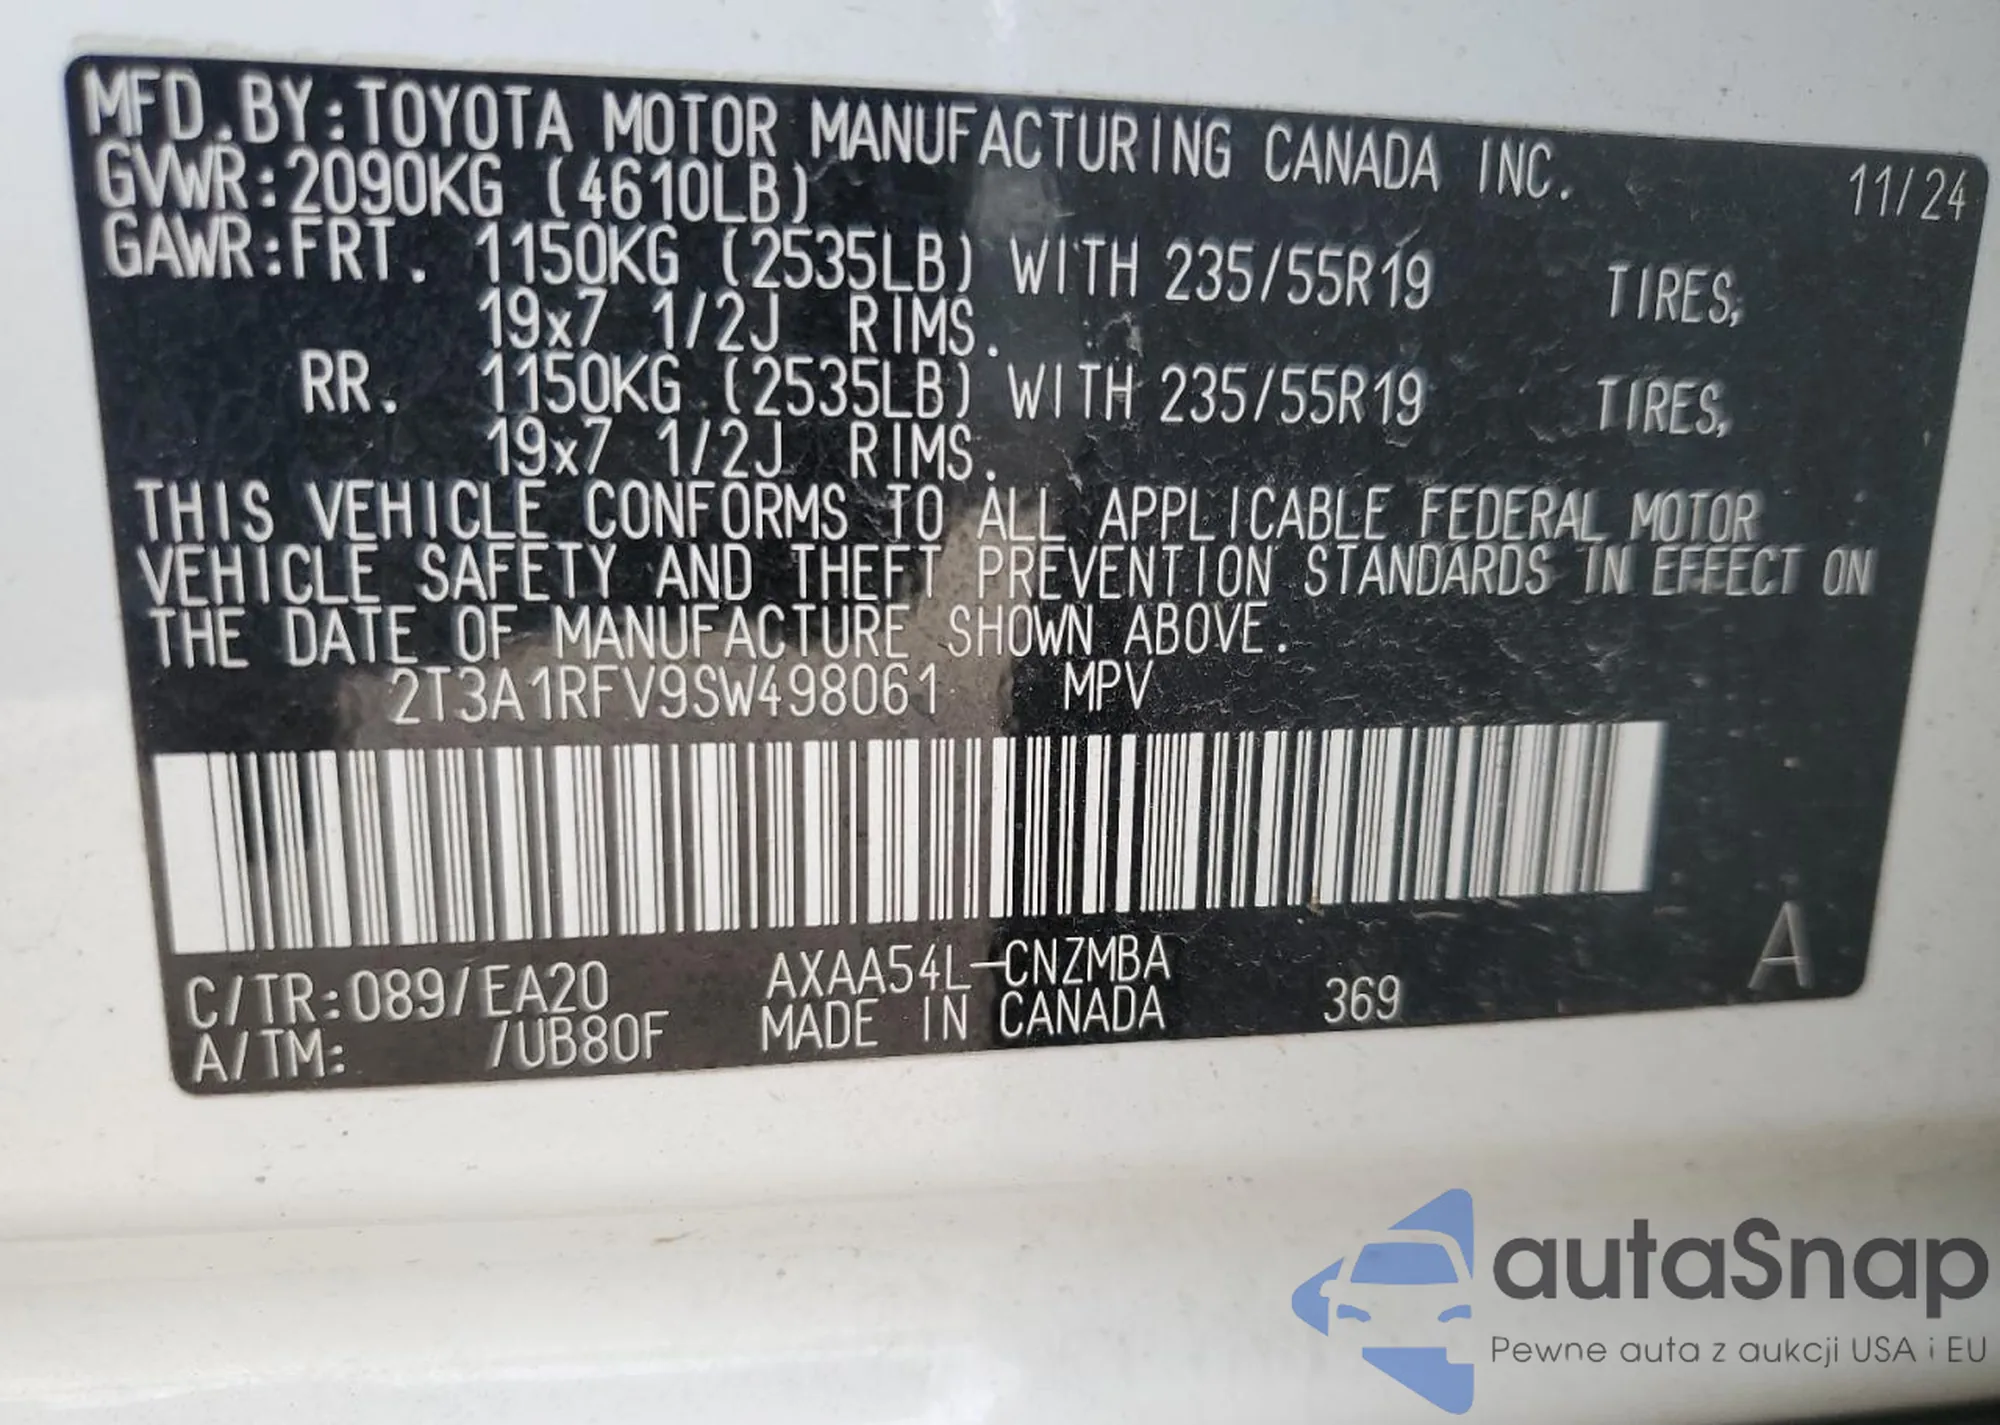 MFD.BY:TOYOTA MOTOR MANUFACTURING CANADA INC. 11/24
GVWR:2090KG (4610LB)
GAWR:FRT. 1150KG (2535LB) WITH 235/55R19 TIRES,
19x7 1/2J RIMS.
RR. 1150KG (2535LB) WITH 235/55R19 TIRES,
19x7 1/2J RIMS.
THIS VEHICLE CONFORMS TO ALL APPLICABLE FEDERAL MOTOR
VEHICLE SAFETY AND THEFT PREVENTION STANDARDS IN EFFECT ON
THE DATE OF MANUFACTURE SHOWN ABOVE.
2T3A1RFV9SW498061 MPV
C/TR:089/EA20 AXAA54L-CNZMBA A
A/TM: /UB80F MADE IN CANADA 369
autaSnap
Pewne auta z aukcji USA i EU